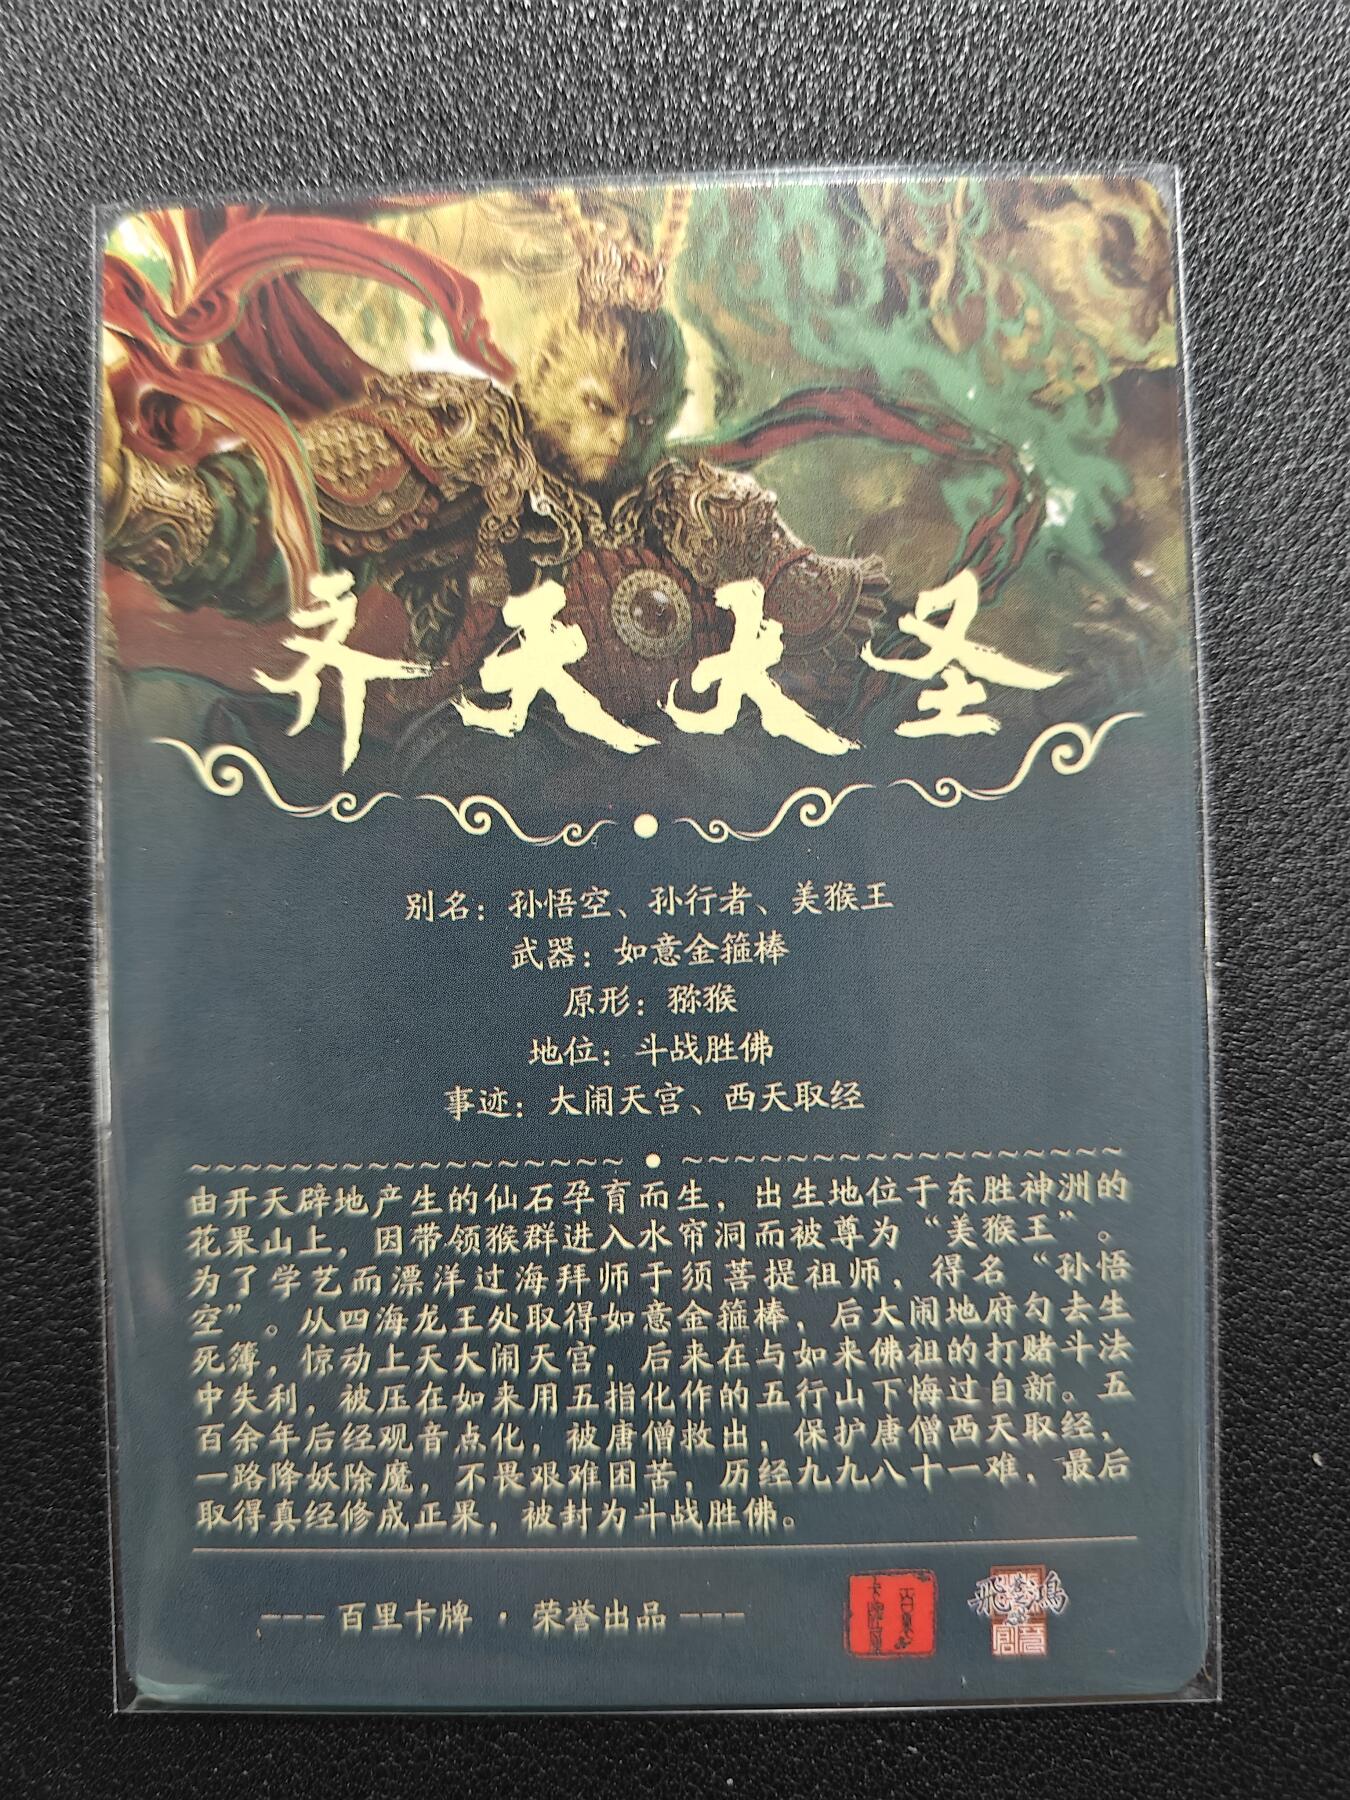 齐天大圣
别名：孙悟空、孙行者、美猴王
武器：如意金箍棒
原形：猕猴
地位：斗战胜佛
事迹：大闹天宫、西天取经
由开天辟地产生的仙石孕育而生，出生地位于东胜神洲的
花果山上，因带领猴群进入水帘洞而被尊为“美猴王”。
为了学艺而漂洋过海拜师于须菩提祖师，得名“孙悟
空”。从四海龙王处取得如意金箍棒，后大闹地府勾去生
死簿，惊动上天大闹天宫，后来在与如来佛祖的打赌斗法
中失利，被压在如来用五指化作的五行山下悔过自新。五
百余年后经观音点化，被唐僧救出，保护唐僧西天取经，
一路降妖除魔，不畏艰难困苦，历经九九八十一难，最后
取得真经修成正果，被封为斗战胜佛。
--- 百里卡牌 · 荣誉出品 ---
飛鴻